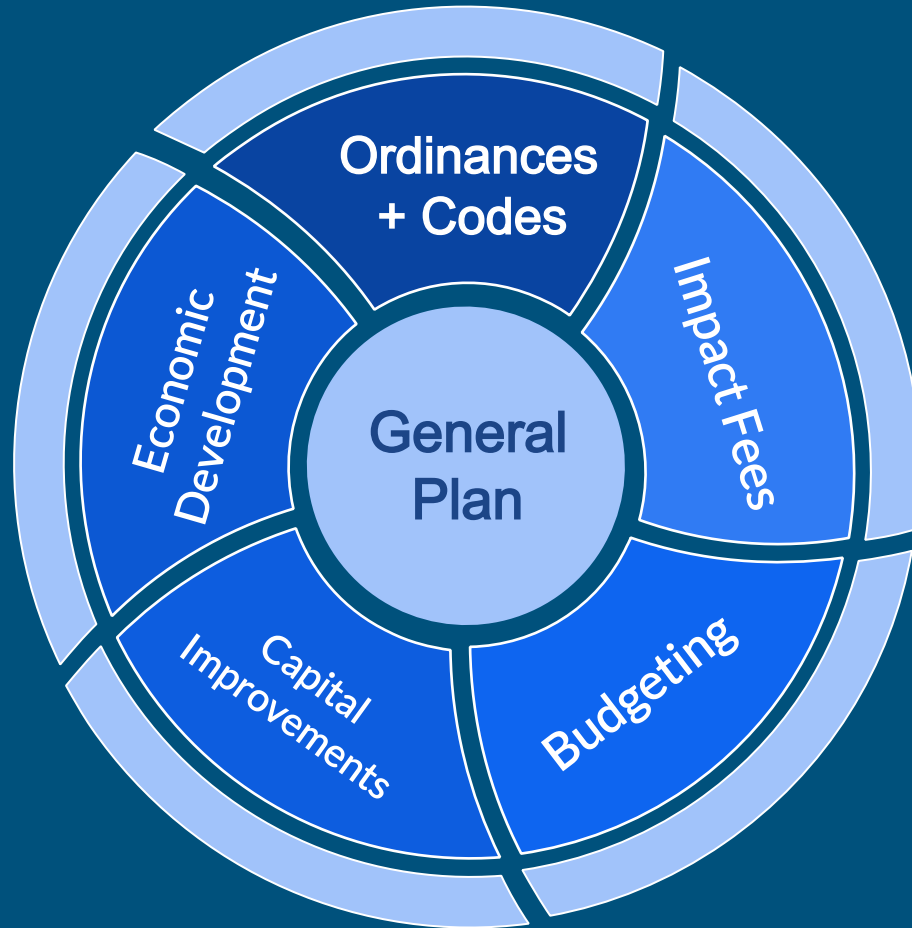 Ordinances
+ Codes
Impact Fees
Budgeting
Capital
Improvements
Economic
Development
General
Plan